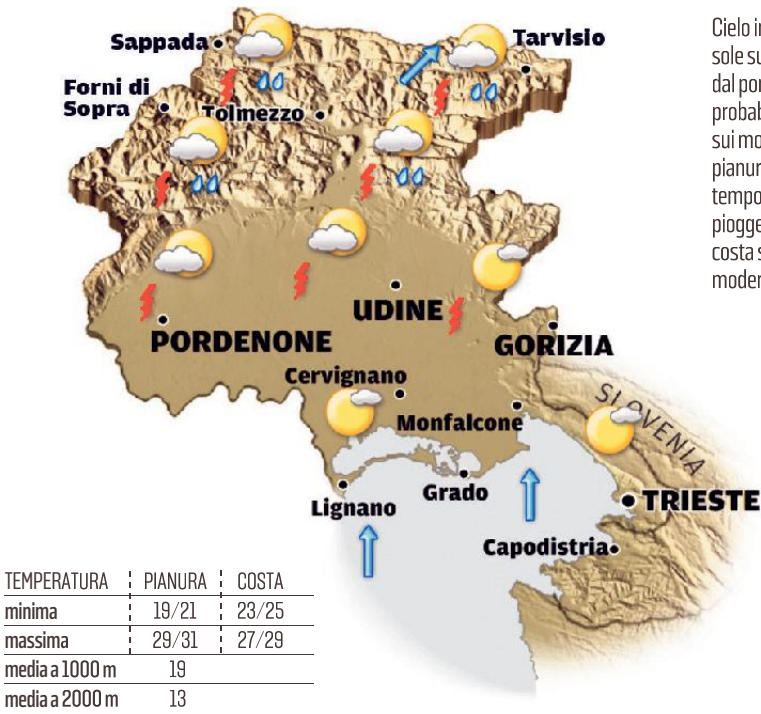 Sappada
Tarvisio
Forni di
Sopra
Tolmezzo
UDINE
PORDENONE
GORIZIA
Cervignano
Monfalcone
SLOVENIA
Lignano
Grado
TRIESTE
Capodistria
Cielo i
sole su
dal por
probab
sui mo
pianur
tempo
piogge
costa s
moder
TEMPERATURA PIANURA COSTA
minima 19/21 23/25
massima 29/31 27/29
media a 1000 m 19
media a 2000 m 13